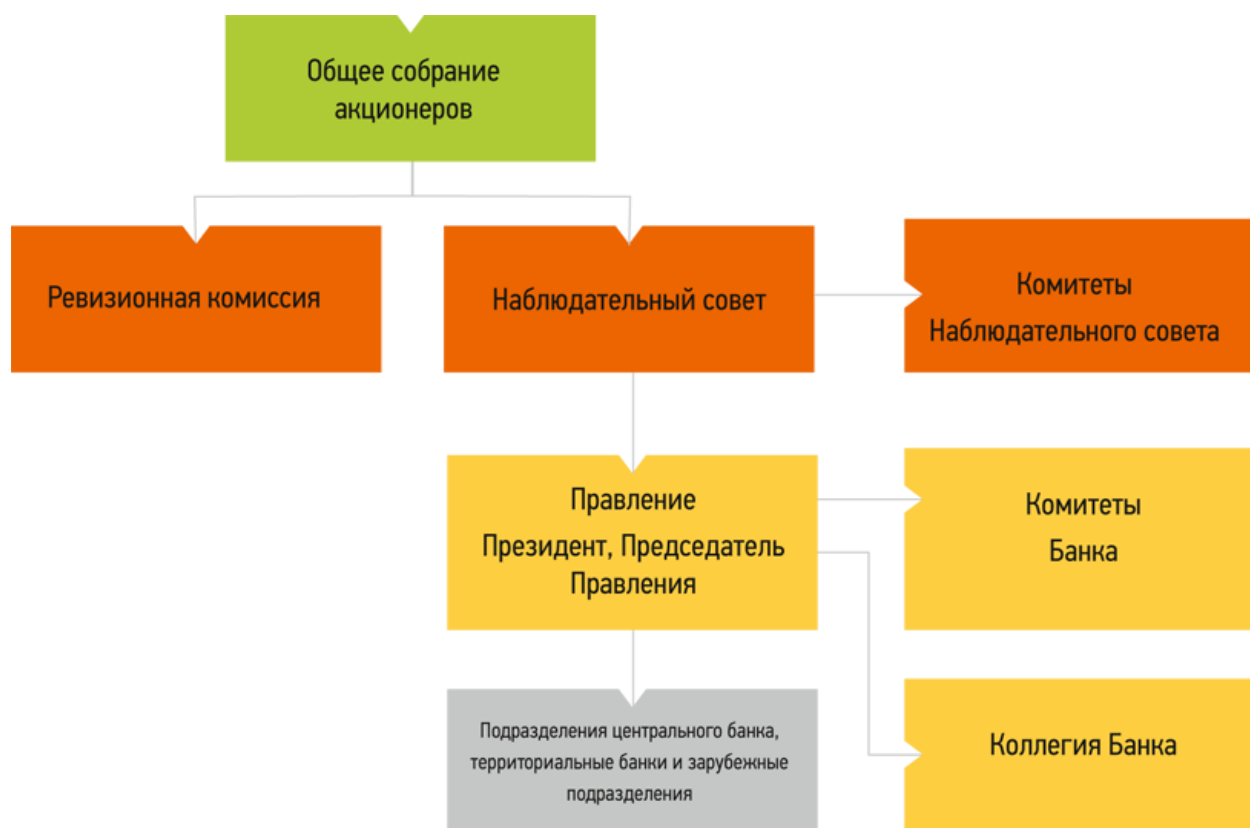 Общее собрание
акционеров
Ревизионная комиссия
Наблюдательный совет
Комитеты
Наблюдательного совета
Правление
Президент, Председатель
Правления
Комитеты
Банка
Подразделения центрального банка,
территориальные банки и зарубежные
подразделения
Коллегия Банка